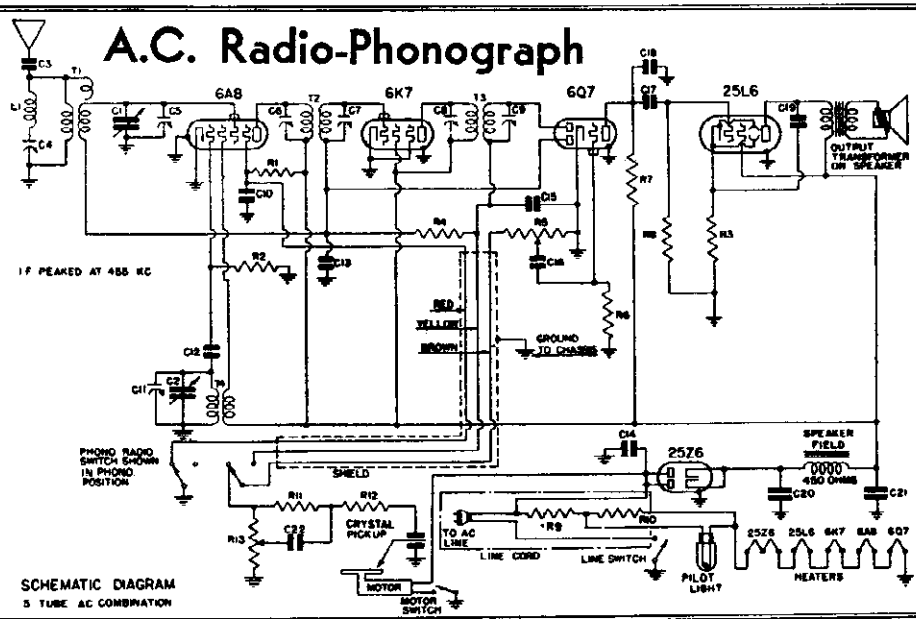 A.C. Radio-Phonograph
C18
C3
T1
6A8
6K7
6Q7
C17
25L6
L1
C1
C5
C6
T2
C7
C8
T3
C9
C19
C4
OUTPUT
TRANSFORMER
ON SPEAKER
R1
R7
C10
C15
R4
R5
R8
R3
R2
C13
C16
IF PEAKED AT 455 KC
RED
R6
YELLOW
GROUND
TO CHASSIS
BROWN
C12
C11
C2
T4
PHONO RADIO
SWITCH SHOWN
IN PHONO
POSITION
C14
25Z6
SPEAKER
FIELD
450 OHMS
SHIELD
C20
C21
R11
R12
CRYSTAL
PICKUP
R13
C22
TO AC
LINE
R9
R10
LINE CORD
LINE SWITCH
25Z6
25L6
6K7
6A8
6Q7
HEATERS
PILOT
LIGHT
MOTOR
MOTOR
SWITCH
SCHEMATIC DIAGRAM
5 TUBE AC COMBINATION